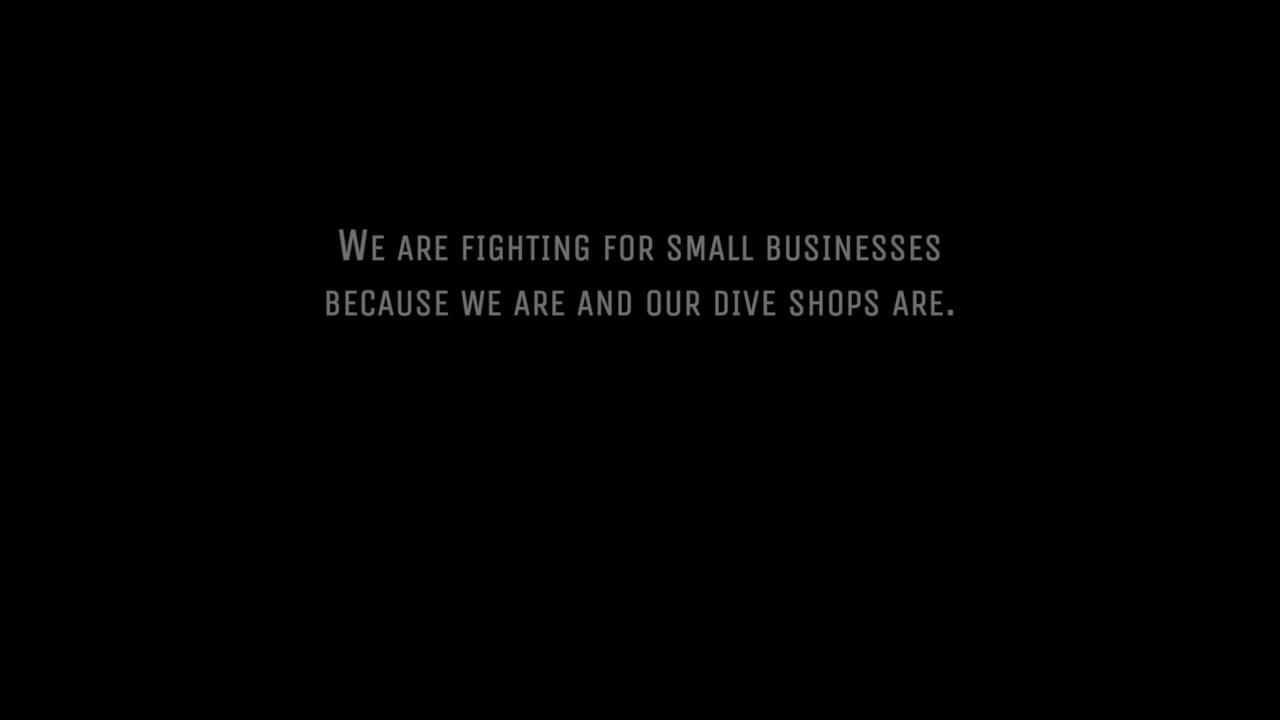 We are fighting for small businesses
because we are and our dive shops are.